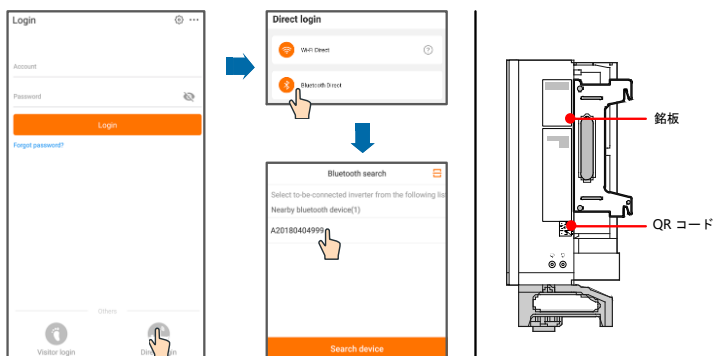 Login
Account
Password
Login
Forgot password?
Others
Visitor login
Direct login
Direct login
Wi-Fi Direct
Bluetooth Direct
Bluetooth search
Select to-be-connected inverter from the following lis
Nearby bluetooth device(1)
A20180404999
Search device
銘板
QR コード